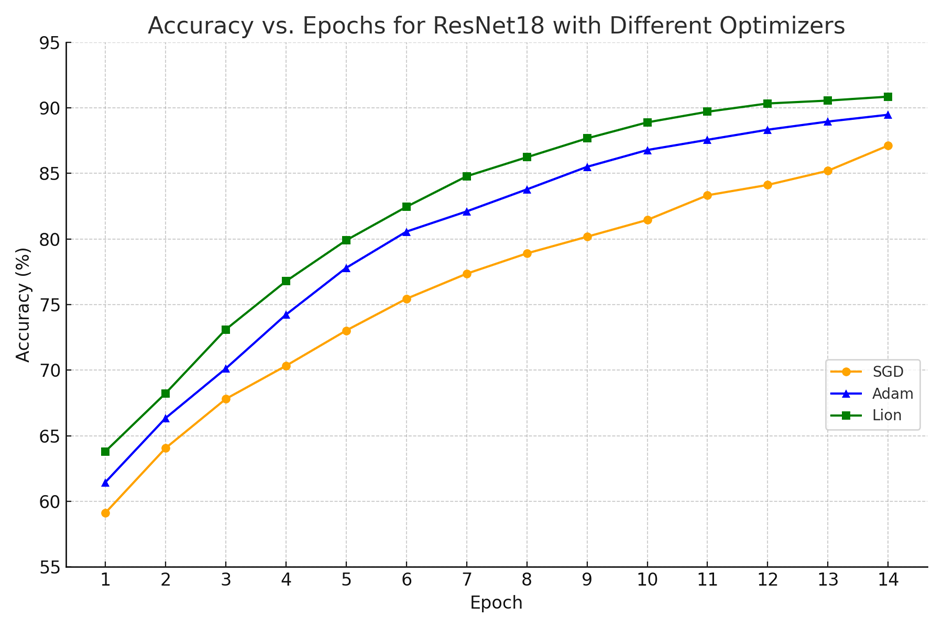 Accuracy vs. Epochs for ResNet18 with Different Optimizers
95
90
85
80
75
70
65
60
55
Accuracy (%)
SGD
Adam
Lion
1 2 3 4 5 6 7 8 9 10 11 12 13 14
Epoch